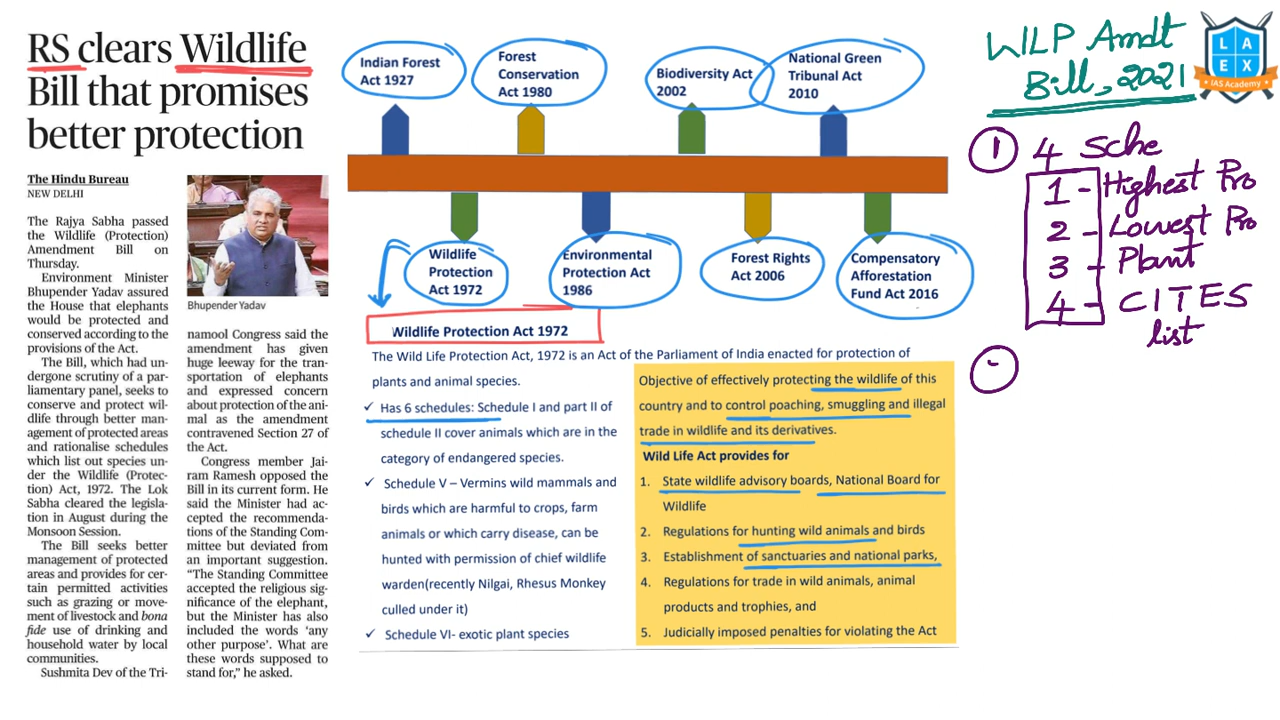 RS clears Wildlife
Bill that promises
better protection
The Hindu Bureau
NEW DELHI
The Rajya Sabha passed
the Wildlife (Protection)
Amendment Bill on
Thursday.
Environment Minister
Bhupender Yadav assured
the House that elephants
would be protected and
conserved according to the
provisions of the Act.
The Bill, which had un-
dergone scrutiny of a par-
liamentary panel, seeks to
conserve and protect wil-
dlife through better man-
agement of protected areas
and rationalise schedules
which list out species un-
der the Wildlife (Protec-
tion) Act, 1972. The Lok
Sabha cleared the legisla-
tion in August during the
Monsoon Session.
The Bill seeks better
management of protected
areas and provides for cer-
tain permitted activities
such as grazing or move-
ment of livestock and bona
fide use of drinking and
household water by local
communities.
Sushmita Dev of the Tri-
Bhupender Yadav
namool Congress said the
amendment has given
huge leeway for the tran-
sportation of elephants
and expressed concern
about protection of the ani-
mal as the amendment
contravened Section 27 of
the Act.
Congress member Jai-
ram Ramesh opposed the
Bill in its current form. He
said the Minister had ac-
cepted the recommenda-
tions of the Standing Com-
mittee but deviated from
an important suggestion.
“The Standing Committee
accepted the religious sig-
nificance of the elephant,
but the Minister has also
included the words ‘any
other purpose’. What are
these words supposed to
stand for,” he asked.
Indian Forest
Act 1927
Forest
Conservation
Act 1980
Biodiversity Act
2002
National Green
Tribunal Act
2010
Wildlife
Protection
Act 1972
Environmental
Protection Act
1986
Forest Rights
Act 2006
Compensatory
Afforestation
Fund Act 2016
Wildlife Protection Act 1972
The Wild Life Protection Act, 1972 is an Act of the Parliament of India enacted for protection of
plants and animal species.
✓ Has 6 schedules: Schedule I and part II of
schedule II cover animals which are in the
category of endangered species.
✓ Schedule V – Vermins wild mammals and
birds which are harmful to crops, farm
animals or which carry disease, can be
hunted with permission of chief wildlife
warden(recently Nilgai, Rhesus Monkey
culled under it)
✓ Schedule VI- exotic plant species
Objective of effectively protecting the wildlife of this
country and to control poaching, smuggling and illegal
trade in wildlife and its derivatives.
Wild Life Act provides for
1. State wildlife advisory boards, National Board for
Wildlife
2. Regulations for hunting wild animals and birds
3. Establishment of sanctuaries and national parks,
4. Regulations for trade in wild animals, animal
products and trophies, and
5. Judicially imposed penalties for violating the Act
WLP Amdt
Bill, 2021
L A
E X
IAS Academy
1 4 Sche
1 - Highest Pro
2 - Lowest Pro
3 - Plant
4 - CITES
list